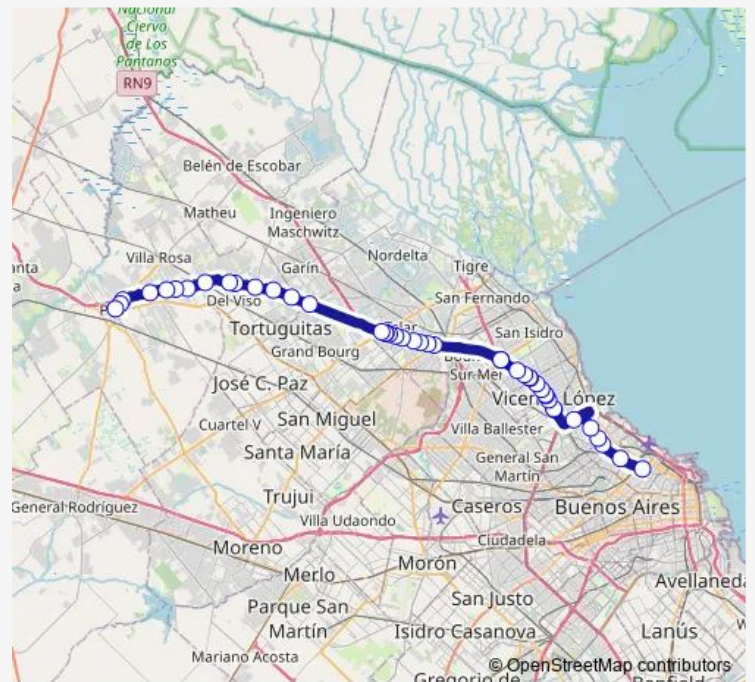 Nacional
Ciervo
de Los
Pantanos
RN9
Belén de Escobar
Matheu
Ingeniero
Maschwitz
Villa Rosa
Garín
Nordelta
Tigre
Del Viso
San Fernando
Tortuguitas
San Isidro
Grand Bourg
José C. Paz
López
Cuartel V
San Miguel
Villa Ballester
Santa María
General San
Martín
Trujui
Caseros
Buenos Aires
General Rodríguez
Villa Udaondo
Moreno
Ciudadela
Merlo
Morón
Avellaneda
Parque San
Martín
San Justo
Isidro Casanova
Lanús
Mariano Acosta
© OpenStreetMap contributors